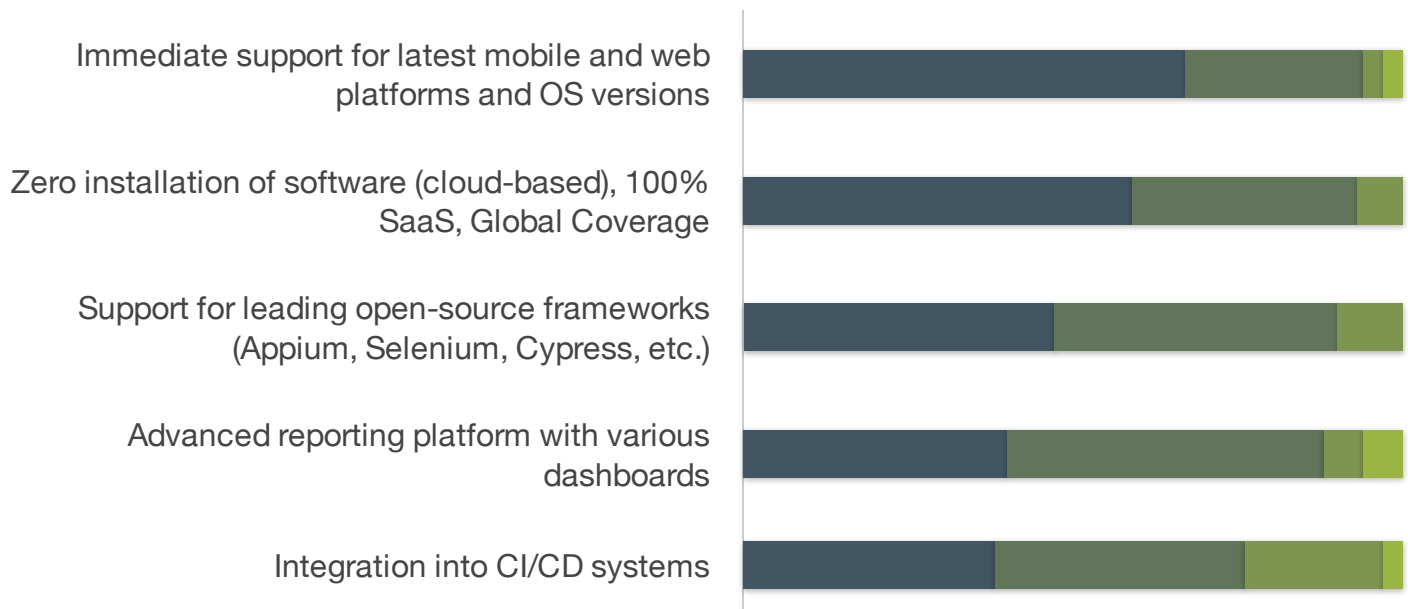 Immediate support for latest mobile and web
platforms and OS versions
Zero installation of software (cloud-based), 100%
SaaS, Global Coverage
Support for leading open-source frameworks
(Appium, Selenium, Cypress, etc.)
Advanced reporting platform with various
dashboards
Integration into CI/CD systems